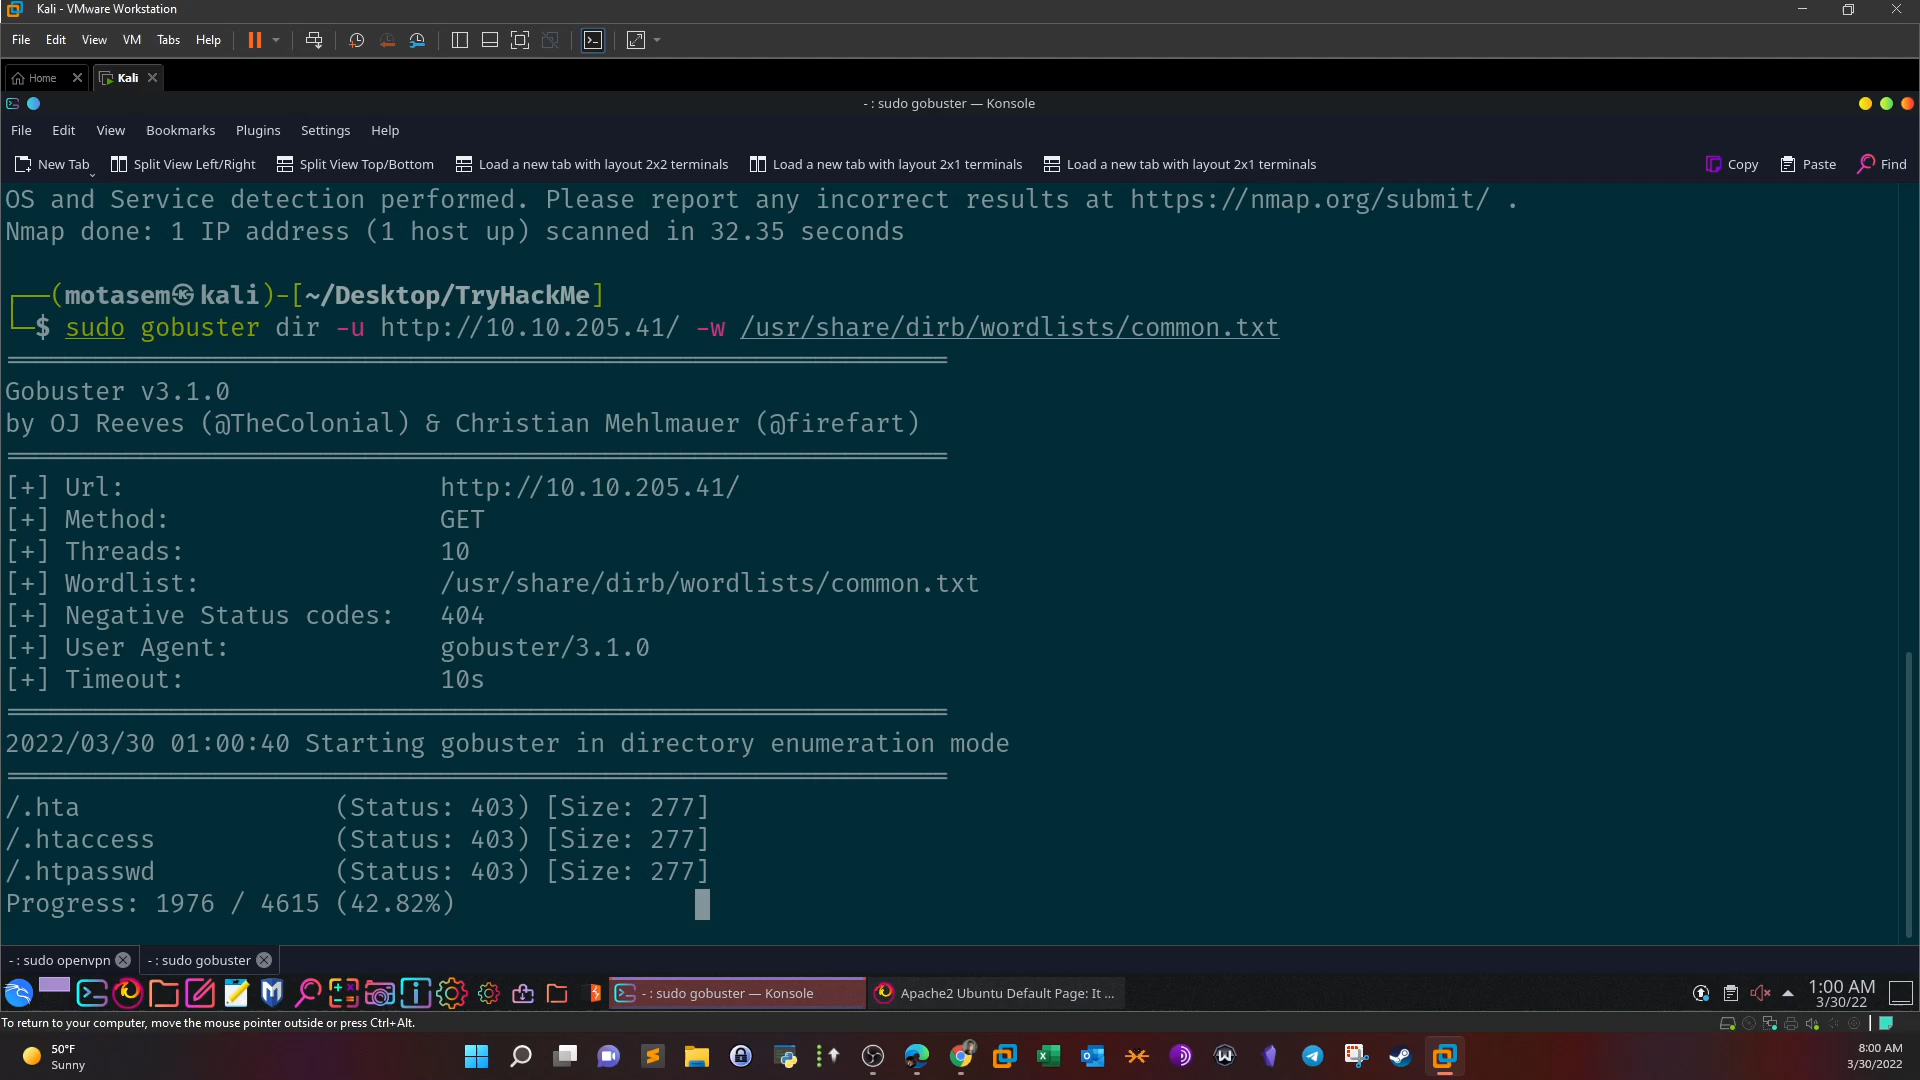 Kali - VMware Workstation
File Edit View VM Tabs Help
Home Kali
- : sudo gobuster — Konsole
File Edit View Bookmarks Plugins Settings Help
New Tab Split View Left/Right Split View Top/Bottom Load a new tab with layout 2x2 terminals Load a new tab with layout 2x1 terminals Load a new tab with layout 2x1 terminals Copy Paste Find
OS and Service detection performed. Please report any incorrect results at https://nmap.org/submit/ .
Nmap done: 1 IP address (1 host up) scanned in 32.35 seconds
┌──(motasem㉿kali)-[~/Desktop/TryHackMe]
└─$ sudo gobuster dir -u http://10.10.205.41/ -w /usr/share/dirb/wordlists/common.txt
===============================================================
Gobuster v3.1.0
by OJ Reeves (@TheColonial) & Christian Mehlmauer (@firefart)
===============================================================
[+] Url: http://10.10.205.41/
[+] Method: GET
[+] Threads: 10
[+] Wordlist: /usr/share/dirb/wordlists/common.txt
[+] Negative Status codes: 404
[+] User Agent: gobuster/3.1.0
[+] Timeout: 10s
===============================================================
2022/03/30 01:00:40 Starting gobuster in directory enumeration mode
===============================================================
/.hta (Status: 403) [Size: 277]
/.htaccess (Status: 403) [Size: 277]
/.htpasswd (Status: 403) [Size: 277]
Progress: 1976 / 4615 (42.82%)
- : sudo openvpn - : sudo gobuster
- : sudo gobuster — Konsole Apache2 Ubuntu Default Page: It ... 1:00 AM
3/30/22
To return to your computer, move the mouse pointer outside or press Ctrl+Alt.
50°F 8:00 AM
Sunny 3/30/2022